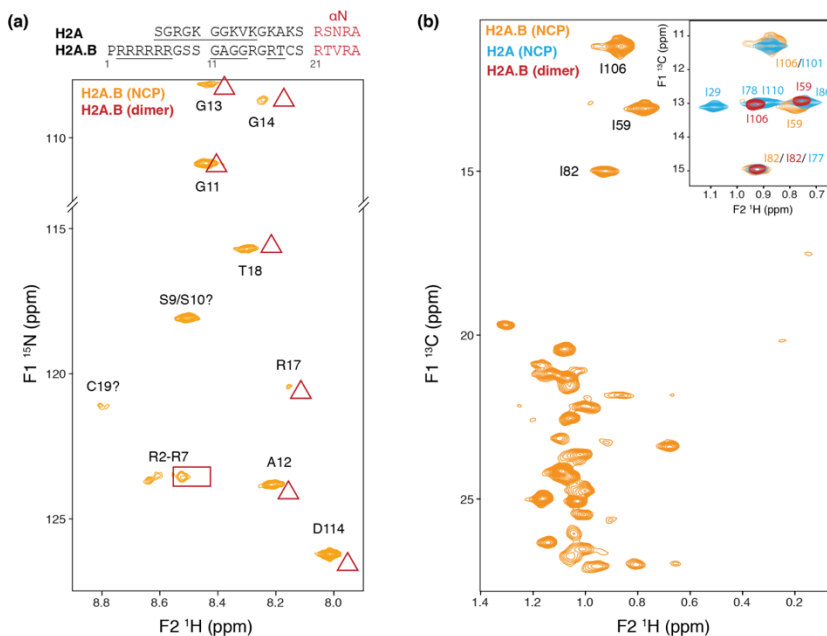 (a)
αN
H2A SGRGK GGKVKGKAKS RSNRA
H2A.B PRRRRRRGSS GAGGRGRTCS RTVRA
1 11 21
H2A.B (NCP)
H2A.B (dimer)
G13
G14
110
G11
115
T18
S9/S10?
F1 ¹⁵N (ppm)
120
R17
C19?
R2-R7
A12
125
D114
8.8 8.6 8.4 8.2 8.0
F2 ¹H (ppm)
(b)
H2A.B (NCP)
H2A (NCP)
H2A.B (dimer)
I106
I59
I82
15
20
25
F1 ¹³C (ppm)
1.4 1.2 1.0 0.8 0.6
F2 ¹H (ppm)
11
I106/I101
12
F1 ¹³C (ppm)
I29 I78 I110 I59 I86
13
I106 I59
14
I82/ I82/ I77
15
1.1 1.0 0.9 0.8 0.7
F2 ¹H (ppm)